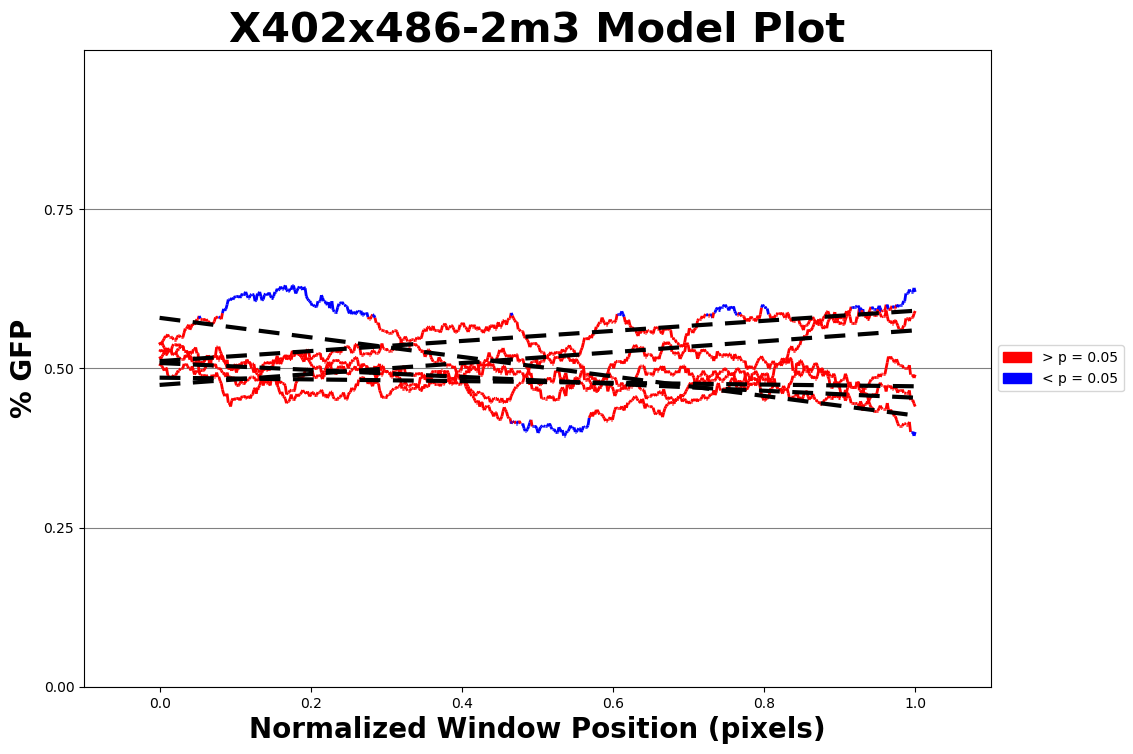 X402x486-2m3 Model Plot
% GFP
0.75
0.50
0.25
0.00
0.0 0.2 0.4 0.6 0.8 1.0
Normalized Window Position (pixels)
> p = 0.05
< p = 0.05